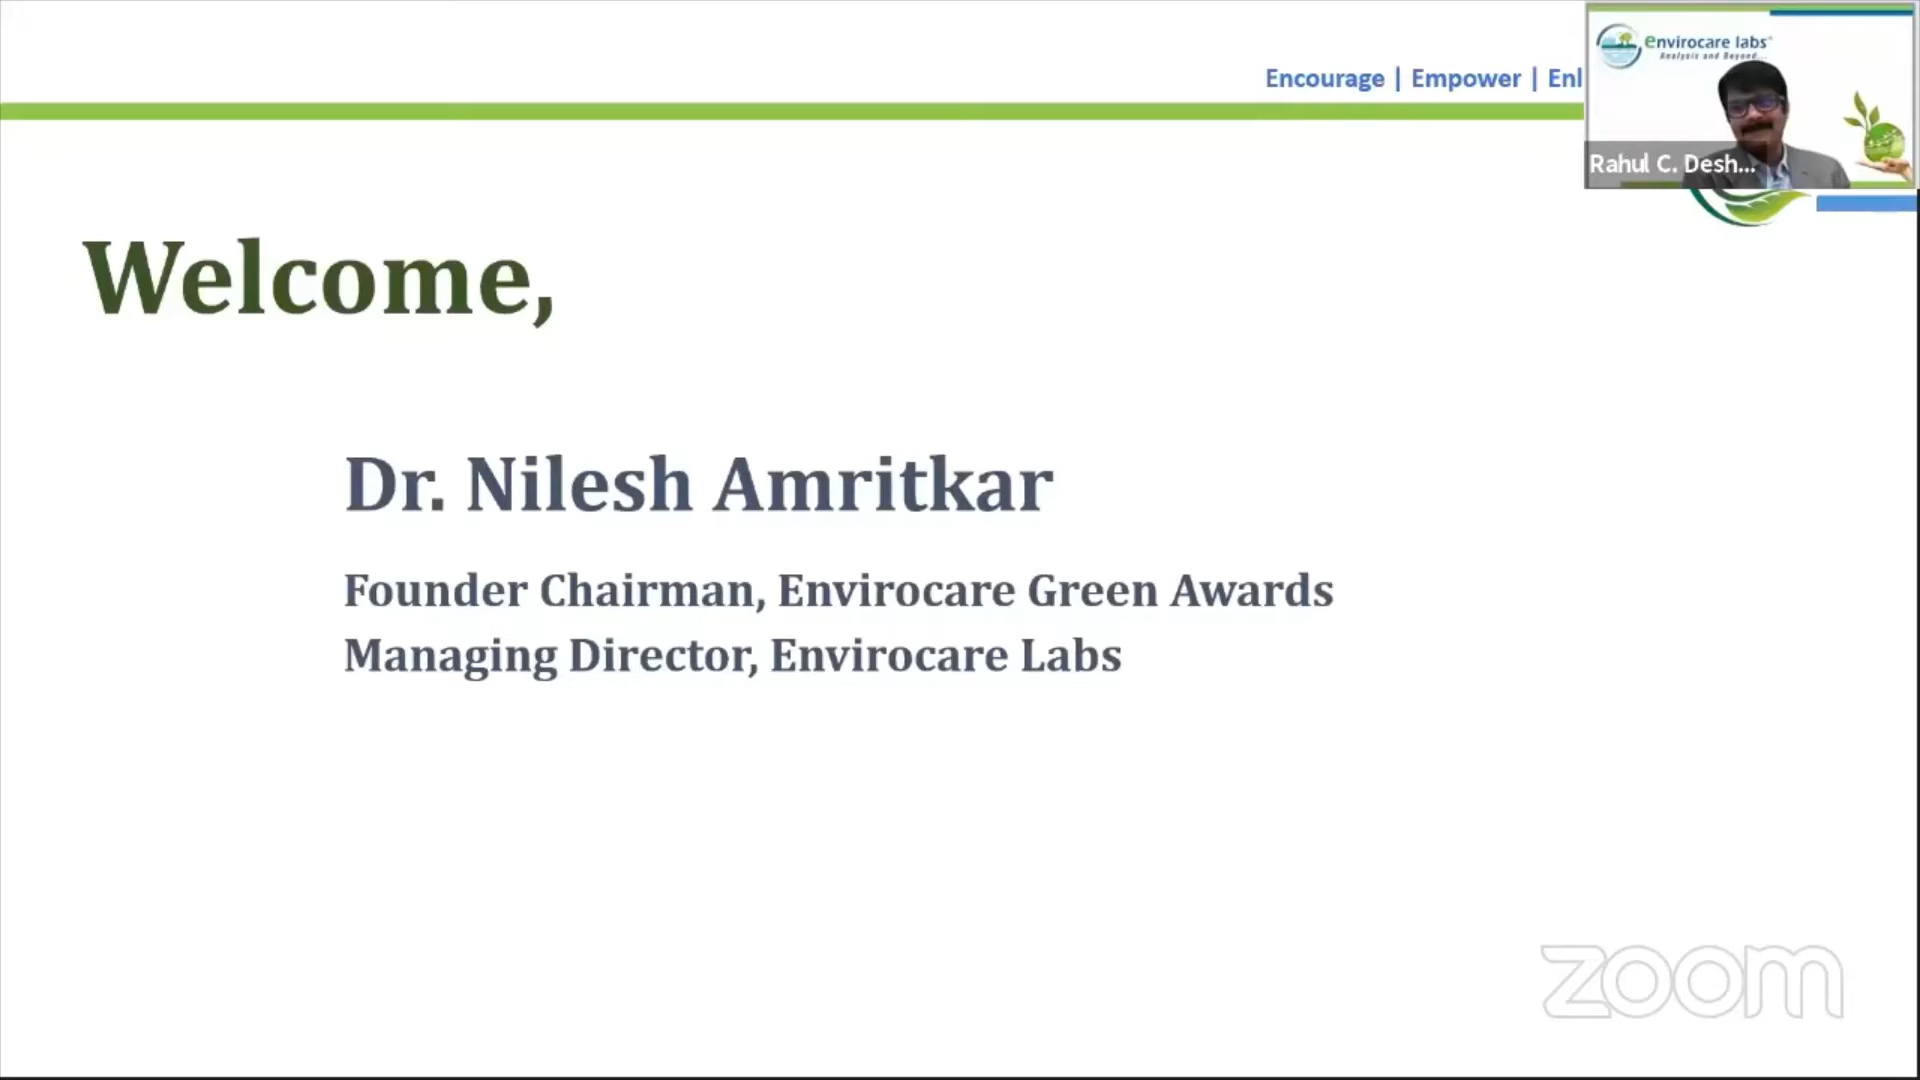 Encourage | Empower | Enl
envirocare labs
Analysis and Beyond...
Rahul C. Desh...
Welcome,
Dr. Nilesh Amritkar
Founder Chairman, Envirocare Green Awards
Managing Director, Envirocare Labs
zoom